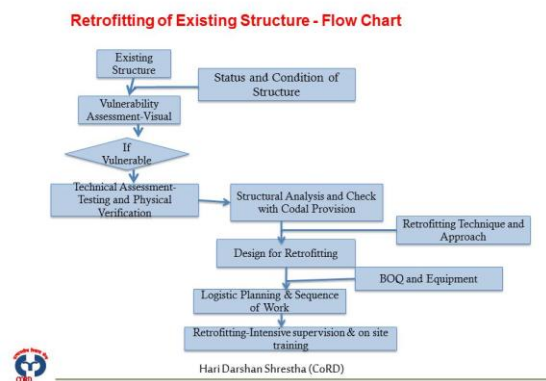 Retrofitting of Existing Structure - Flow Chart
Existing
Structure
Status and Condition of
Structure
Vulnerability
Assessment-Visual
If
Vulnerable
Technical Assessment-
Testing and Physical
Verification
Structural Analysis and Check
with Codal Provision
Retrofitting Technique and
Approach
Design for Retrofitting
BOQ and Equipment
Logistic Planning & Sequence
of Work
Retrofitting-Intensive supervision & on site
training
Hari Darshan Shrestha (CoRD)
CoRD